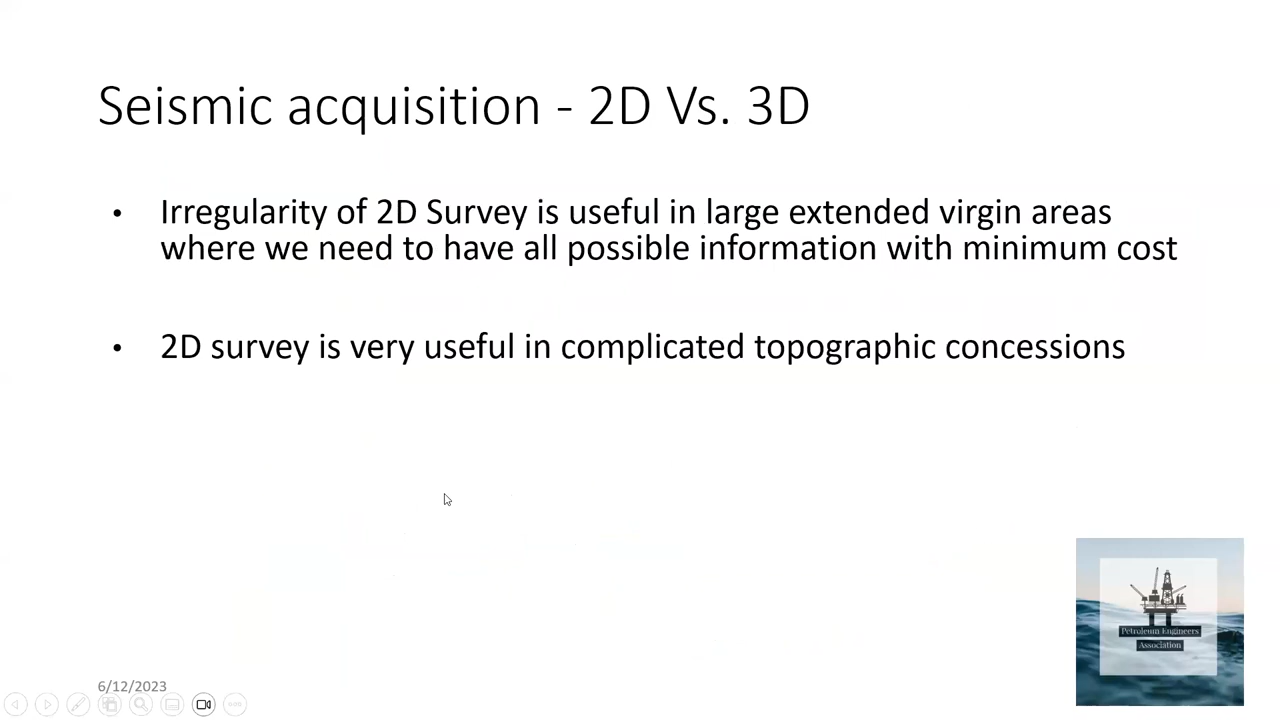 Seismic acquisition - 2D Vs. 3D
• Irregularity of 2D Survey is useful in large extended virgin areas
where we need to have all possible information with minimum cost
• 2D survey is very useful in complicated topographic concessions
Petroleum Engineers
Association
6/12/2023